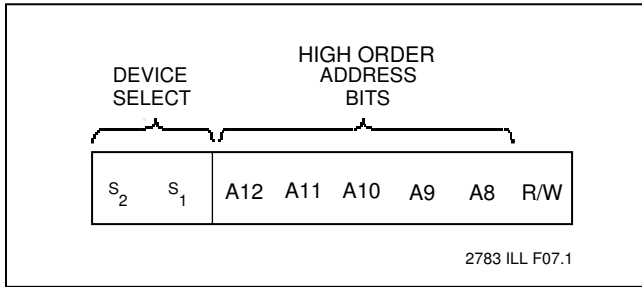 DEVICE
SELECT
HIGH ORDER
ADDRESS
BITS
S2 S1 A12 A11 A10 A9 A8 R/W
2783 ILL F07.1